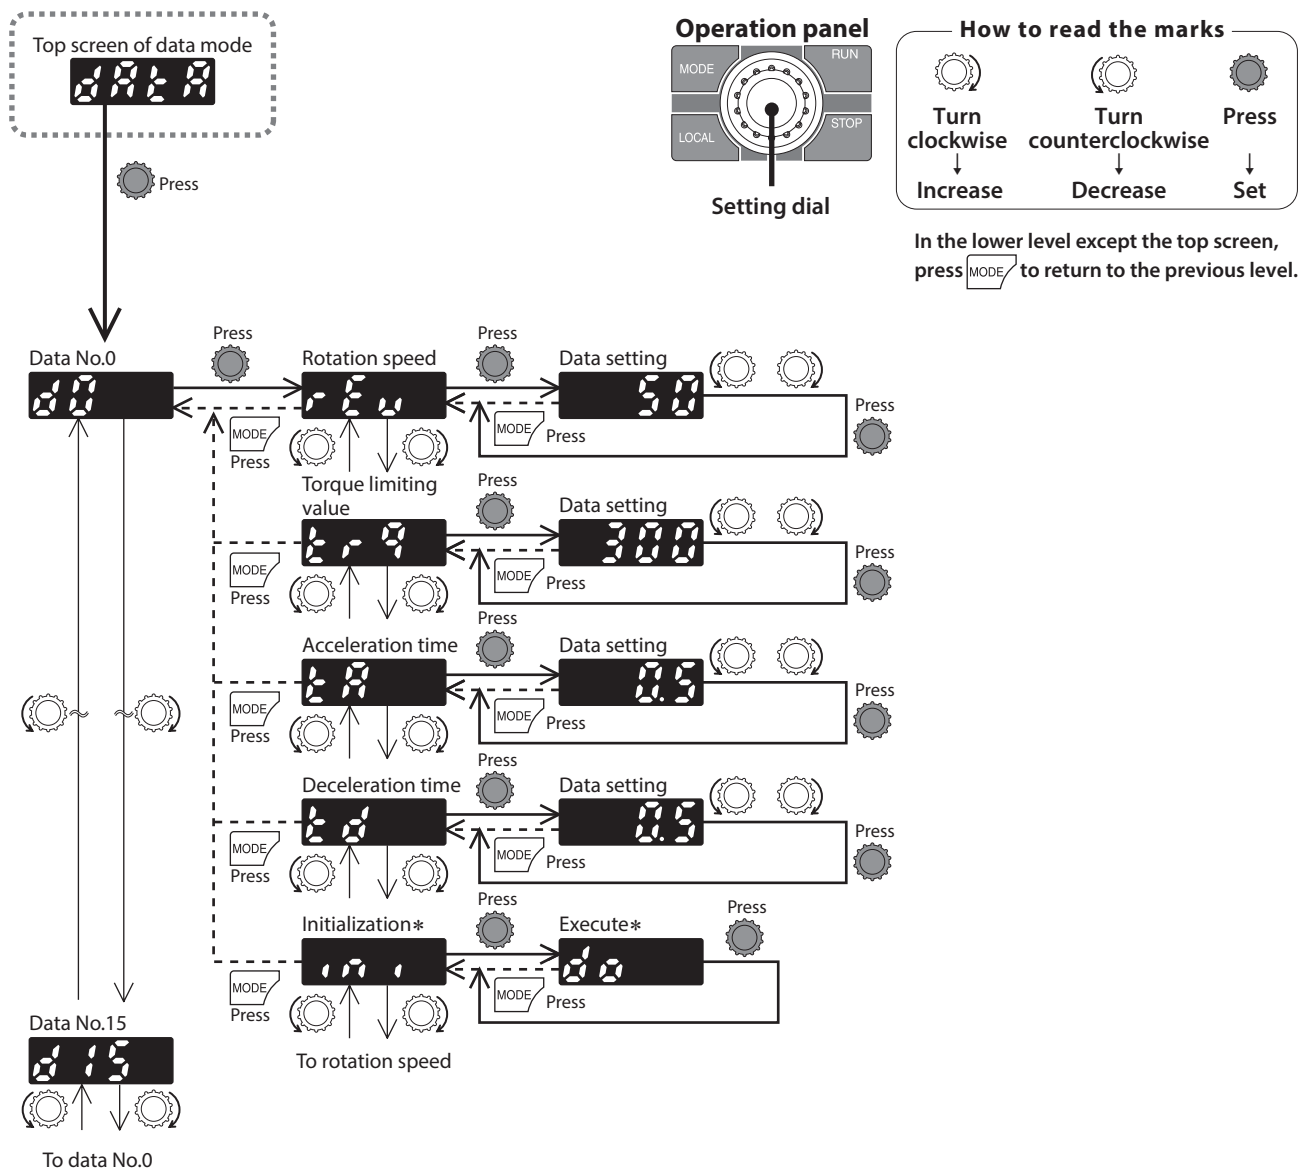 Top screen of data mode
dAtA
Press
Operation panel
MODE
RUN
LOCAL
STOP
Setting dial
How to read the marks
Turn clockwise
Turn counterclockwise
Press
Increase
Decrease
Set
In the lower level except the top screen,
press MODE to return to the previous level.
Data No.0
d0
Press
Rotation speed
rEv
Press
Data setting
50
Press
MODE
Press
MODE
Press
Torque limiting
value
trq
Press
Data setting
300
Press
MODE
Press
MODE
Press
Acceleration time
tA
Press
Data setting
0.5
Press
MODE
Press
MODE
Press
Deceleration time
td
Press
Data setting
0.5
Press
MODE
Press
MODE
Press
Initialization*
ini
Press
Execute*
do
Press
MODE
Press
MODE
Press
To rotation speed
Data No.15
d15
To data No.0